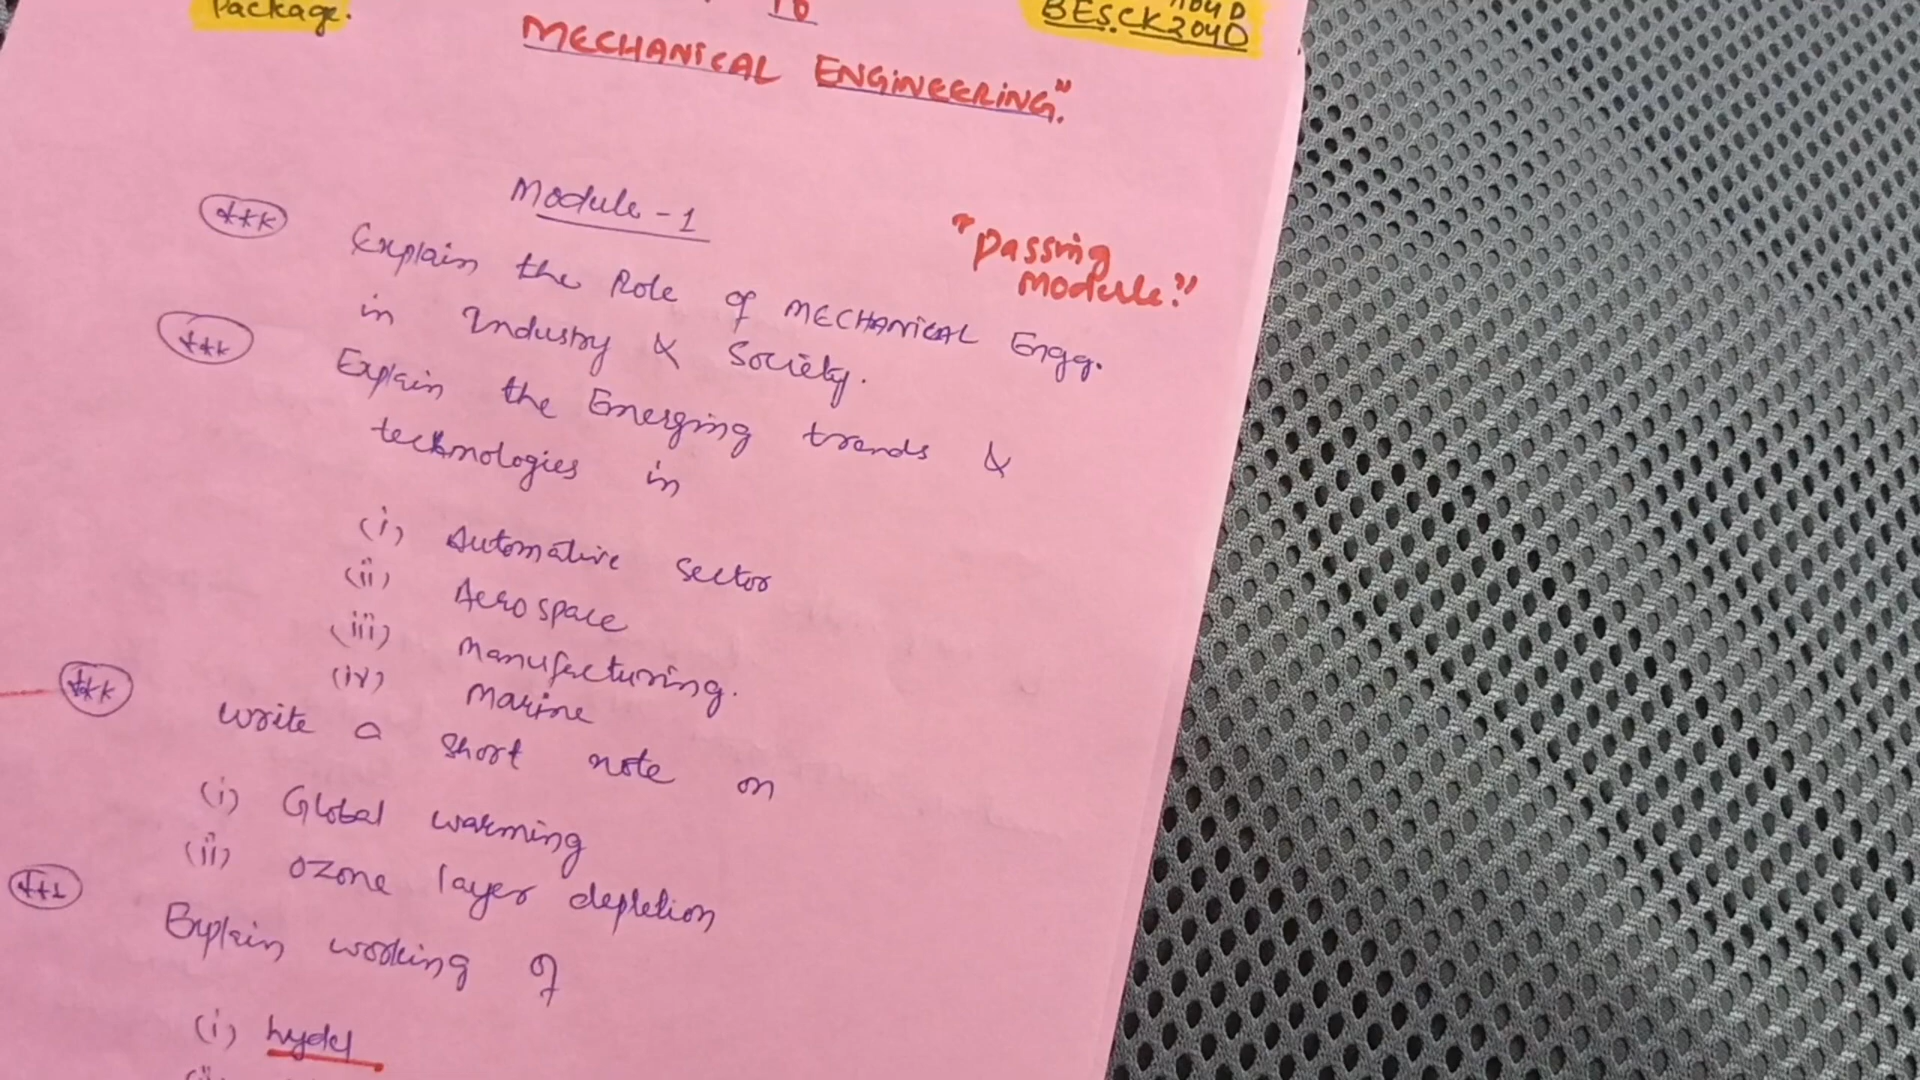 Package.
TO
BESCK204D
MECHANICAL ENGINEERING."
Module - 1
"Passing
Module."
*** Explain the Role of MECHANICAL Engg.
in Industry & Society.
*** Explain the Emerging trends &
technologies in
(i) Automative sector
(ii) Aerospace
(iii) manufacturing.
(iv) marine
*** write a short note on
(i) Global warming
(ii) ozone layer depletion
*** Explain working of
(i) hydel